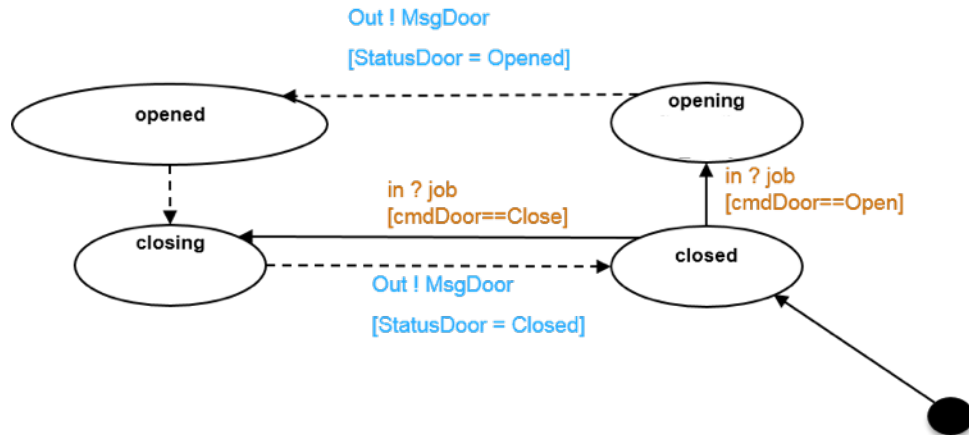 Out ! MsgDoor
[StatusDoor = Opened]
opened
opening
in ? job
[cmdDoor==Close]
in ? job
[cmdDoor==Open]
closing
closed
Out ! MsgDoor
[StatusDoor = Closed]